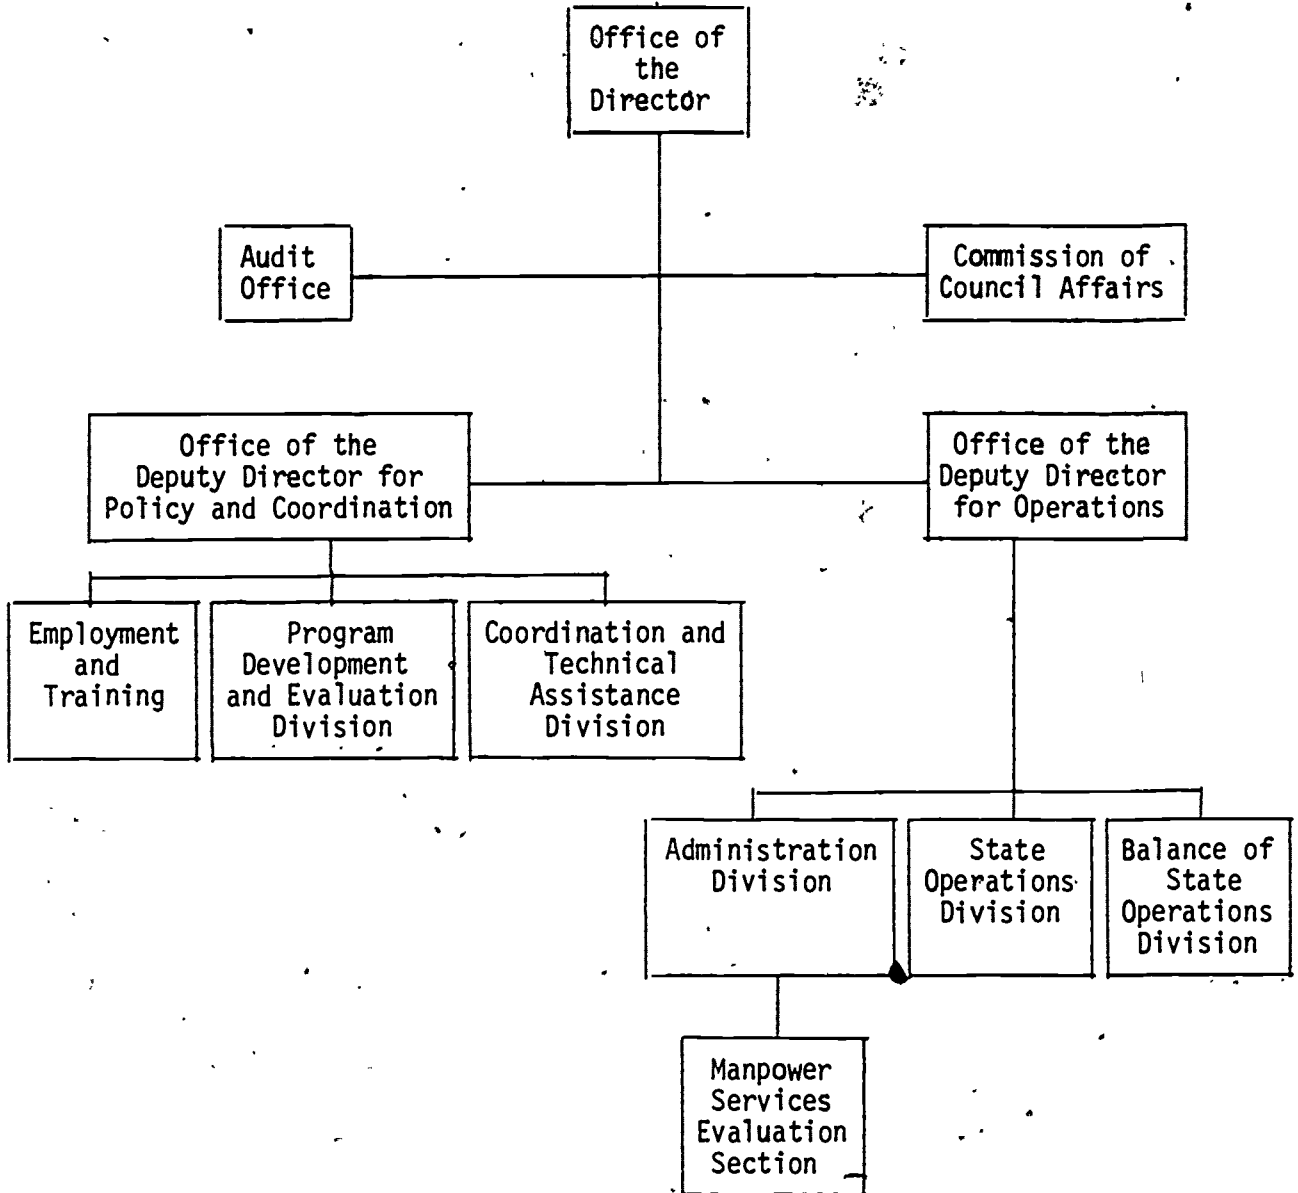 Office of
the
Director
Audit
Office
Commission of
Council Affairs
Office of the
Deputy Director for
Policy and Coordination
Office of the
Deputy Director
for Operations
Employment
and
Training
Program
Development
and Evaluation
Division
Coordination and
Technical
Assistance
Division
Administration
Division
State
Operations
Division
Balance of
State
Operations
Division
Manpower
Services
Evaluation
Section